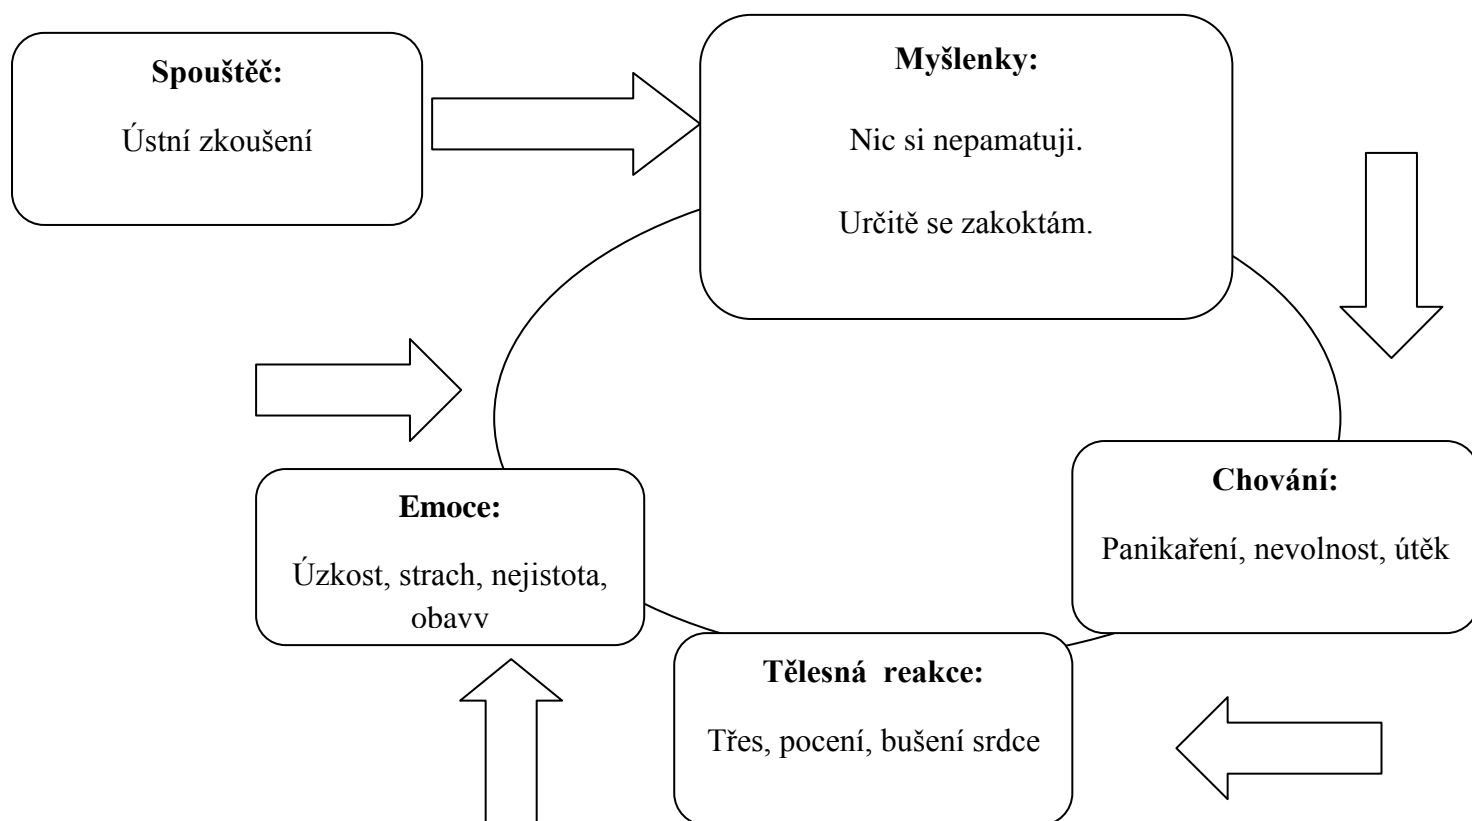 Spouštěč:
Ústní zkoušení
Myšlenky:
Nic si nepamatuji.
Určitě se zakoktám.
Chování:
Panikaření, nevolnost, útěk
Emoce:
Úzkost, strach, nejistota,
obavy
Tělesná  reakce:
Třes, pocení, bušení srdce